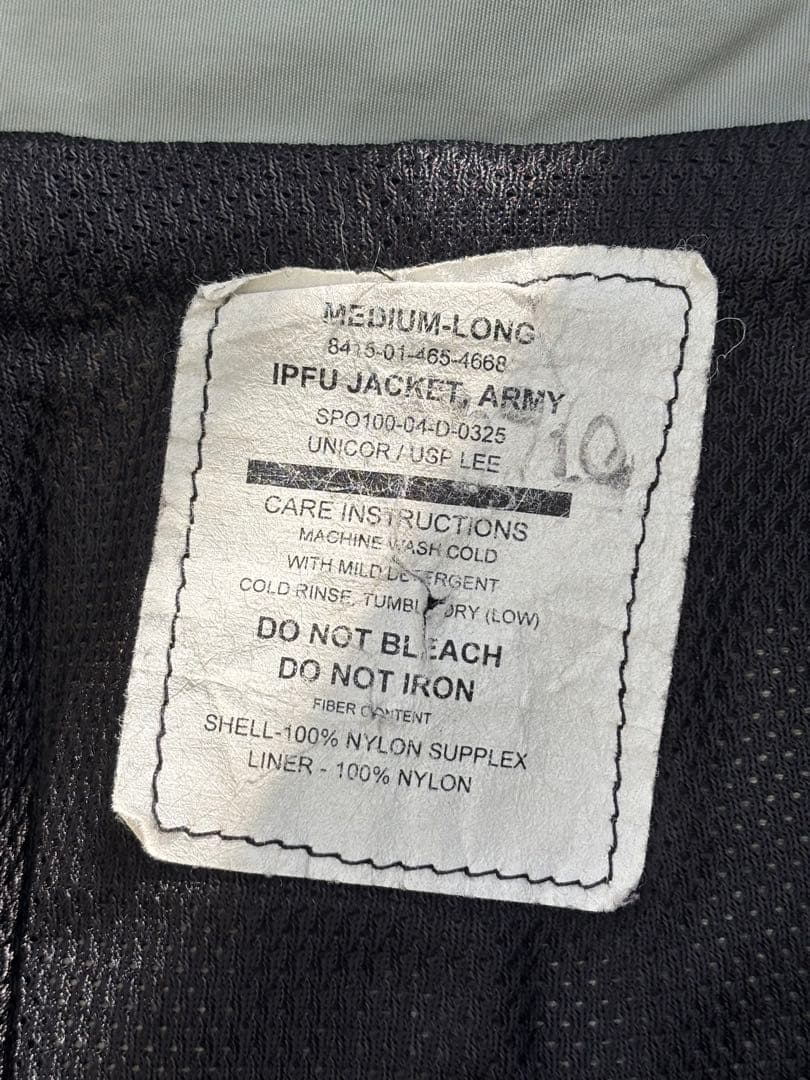 MEDIUM-LONG
8415-01-465-4668
IPFU JACKET, ARMY
SPO100-04-D-0325
UNICOR / USP LEE
10
CARE INSTRUCTIONS
MACHINE WASH COLD
WITH MILD DETERGENT
COLD RINSE, TUMBLE DRY (LOW)
DO NOT BLEACH
DO NOT IRON
FIBER CONTENT
SHELL-100% NYLON SUPPLEX
LINER - 100% NYLON